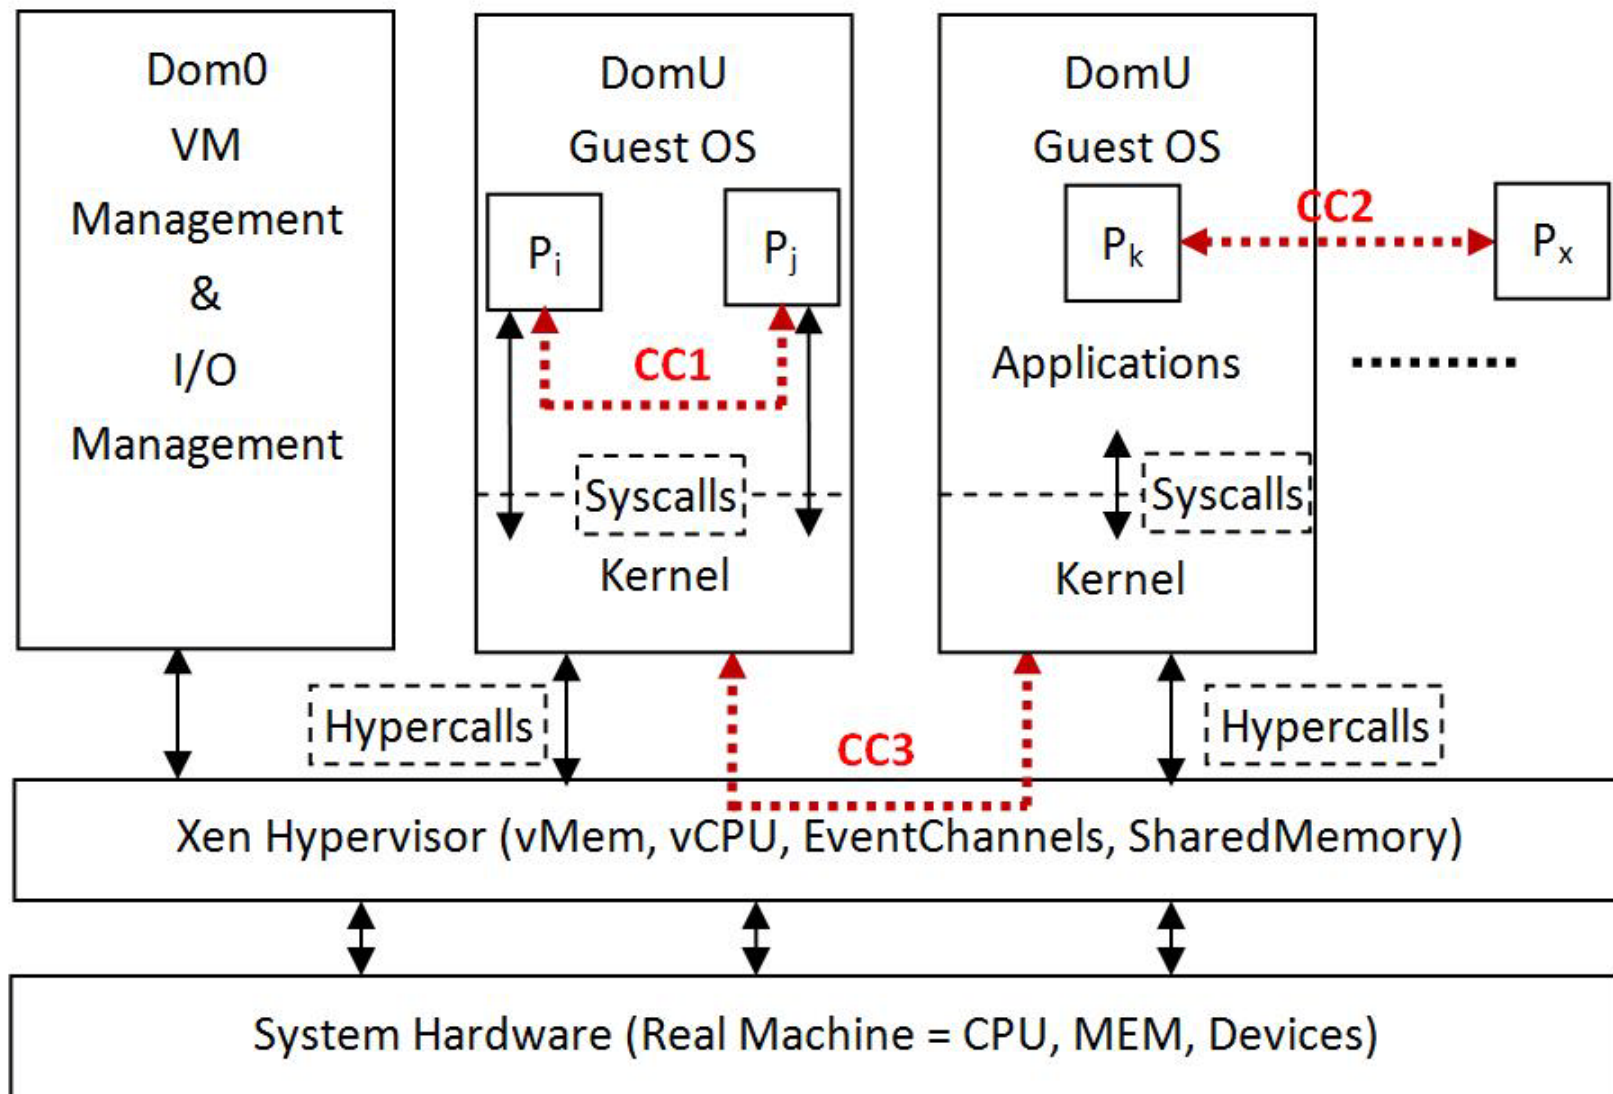 Dom0
VM
Management
&
I/O
Management
DomU
Guest OS
Pi
Pj
CC1
Syscalls
Kernel
DomU
Guest OS
Pk
CC2
Px
Applications
Syscalls
Kernel
Hypercalls
CC3
Hypercalls
Xen Hypervisor (vMem, vCPU, EventChannels, SharedMemory)
System Hardware (Real Machine = CPU, MEM, Devices)